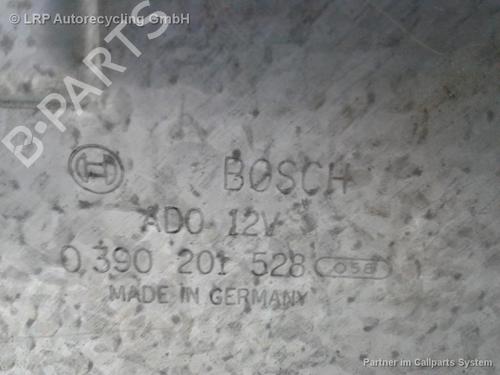 © LRP Autorecycling GmbH
B-PARTS
BOSCH
ADO 12V
0 390 201 528 058
MADE IN GERMANY
Partner im Callparts System